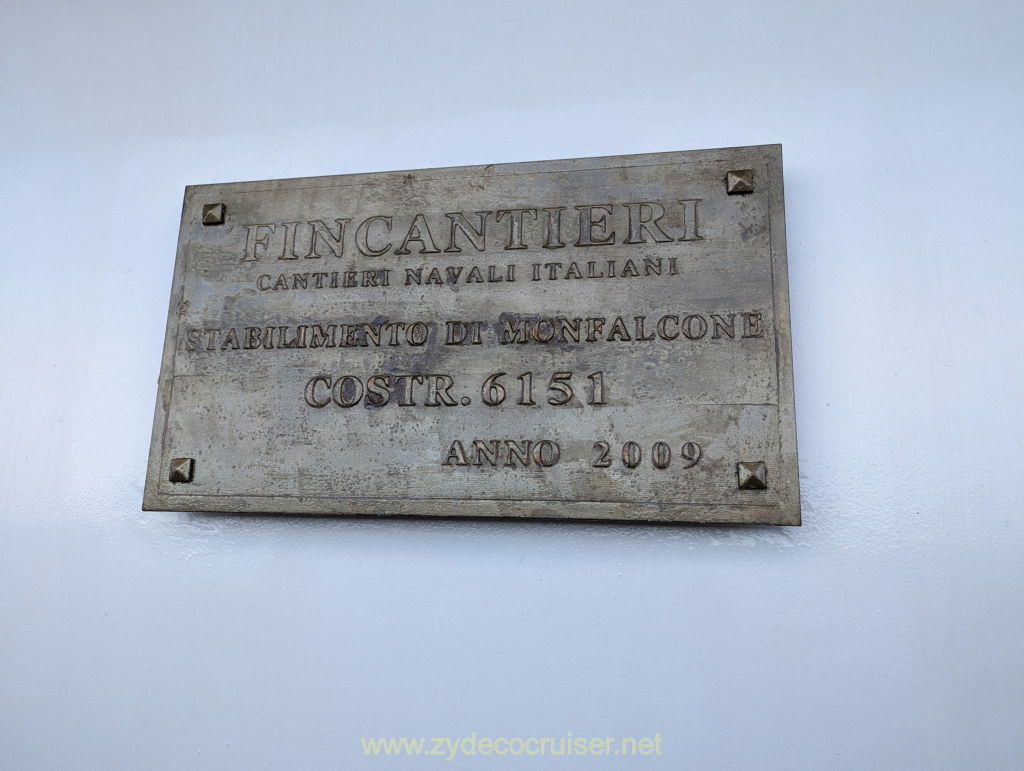 FINCANTIERI
CANTIERI NAVALI ITALIANI
STABILIMENTO DI MONFALCONE
COSTR. 6151
ANNO 2009
www.zydecocruiser.net